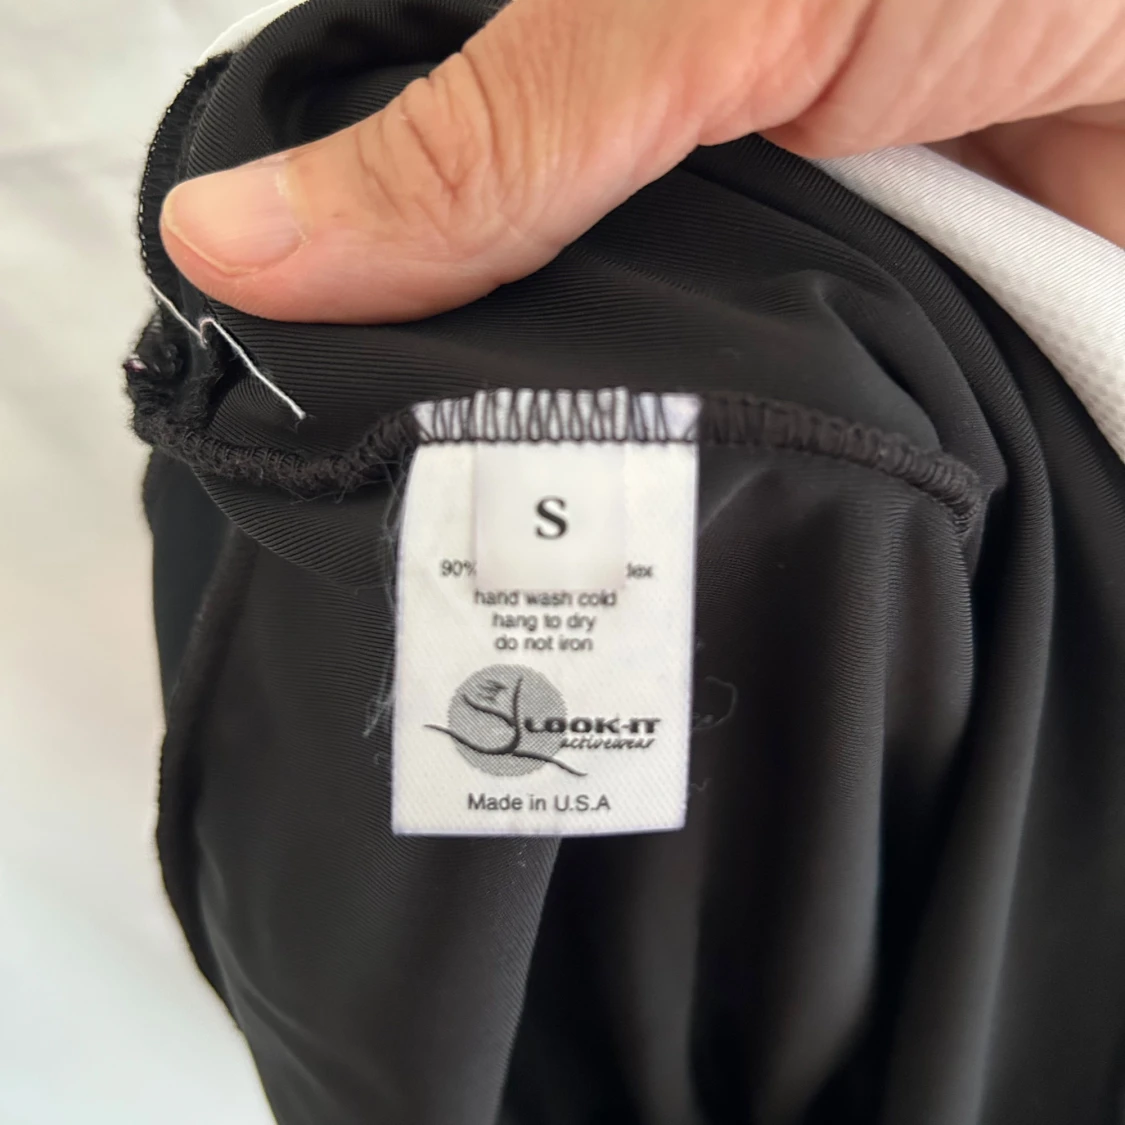 S
90% dex
hand wash cold
hang to dry
do not iron
LOOK-IT
activewear
Made in U.S.A